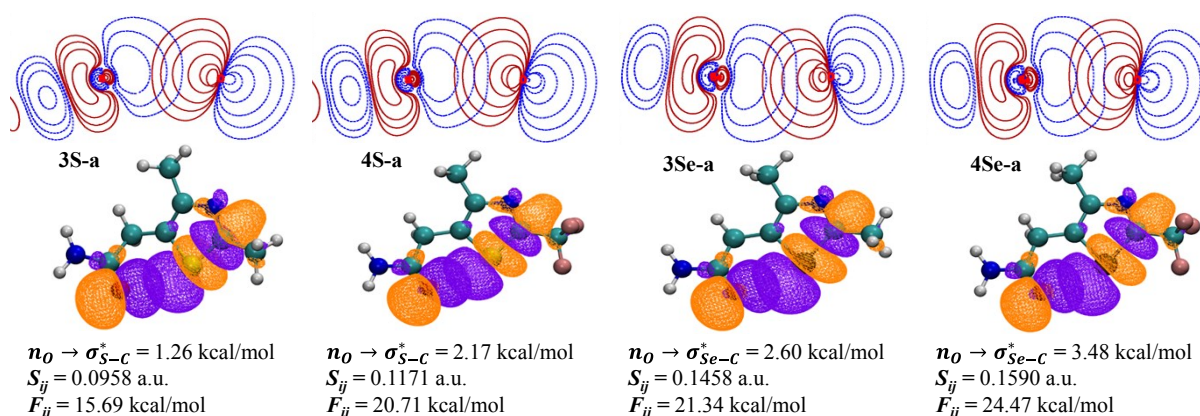 3S-a
4S-a
3Se-a
4Se-a
n_O → σ*_S–C = 1.26 kcal/mol
S_ij = 0.0958 a.u.
F_ij = 15.69 kcal/mol
n_O → σ*_S–C = 2.17 kcal/mol
S_ij = 0.1171 a.u.
F_ij = 20.71 kcal/mol
n_O → σ*_Se–C = 2.60 kcal/mol
S_ij = 0.1458 a.u.
F_ij = 21.34 kcal/mol
n_O → σ*_Se–C = 3.48 kcal/mol
S_ij = 0.1590 a.u.
F_ij = 24.47 kcal/mol